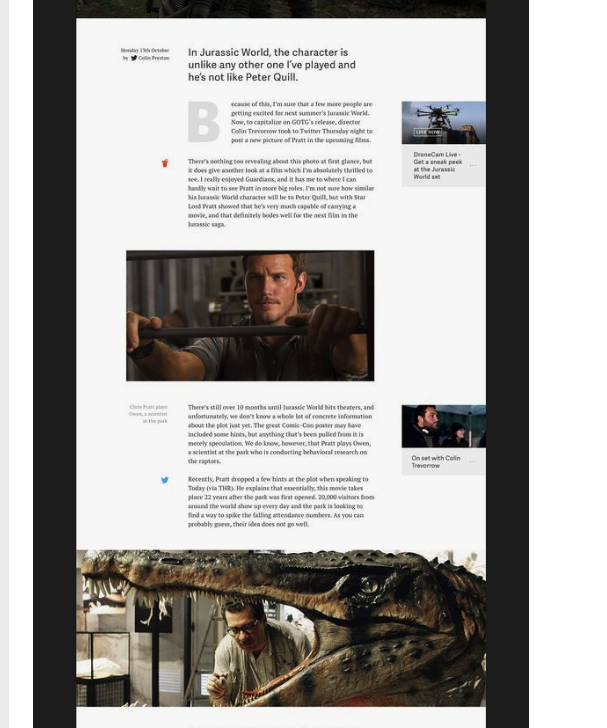 Monday 13th October
by Colin Preston
In Jurassic World, the character is
unlike any other one I've played and
he's not like Peter Quill.
B
ecause of this, I'm sure that a few more people are
getting excited for next summer's Jurassic World.
Now, to capitalize on GOTG's release, director
Colin Trevorrow took to Twitter Thursday night to
post a new picture of Pratt in the upcoming films.
LIVE NOW
DroneCam Live -
Get a sneak peek
at the Jurassic
World set
...
There's nothing too revealing about this photo at first glancer, but
it does give another look at a film which I'm absolutely thrilled to
see. I really enjoyed Guardians, and it has me to where I can
hardly wait to see Pratt in more big roles. I'm not sure how similar
his Jurassic World character will be to Peter Quill, but with Star
Lord Pratt showed that he's very much capable of carrying a
movie, and that definitely bodes well for the next film in the
Jurassic saga.
Chris Pratt plays
Owen, a scientist
at the park
There's still over 10 months until Jurassic World hits theaters, and
unfortunately, we don't know a whole lot of concrete information
about the plot just yet. The great Comic-Con poster may have
included some hints, but anything that's been pulled from it is
merely speculation. We do know, however, that Pratt plays Owen,
a scientist at the park who is conducting behavioral research on
the raptors.
On set with Colin
Trevorrow
...
Recently, Pratt dropped a few hints at the plot when speaking to
Today (via THR). He explains that essentially, this movie takes
place 22 years after the park was first opened. 20,000 visitors from
around the world show up every day and the park is looking to
find a way to spike the falling attendance numbers. As you can
probably guess, their idea does not go well.